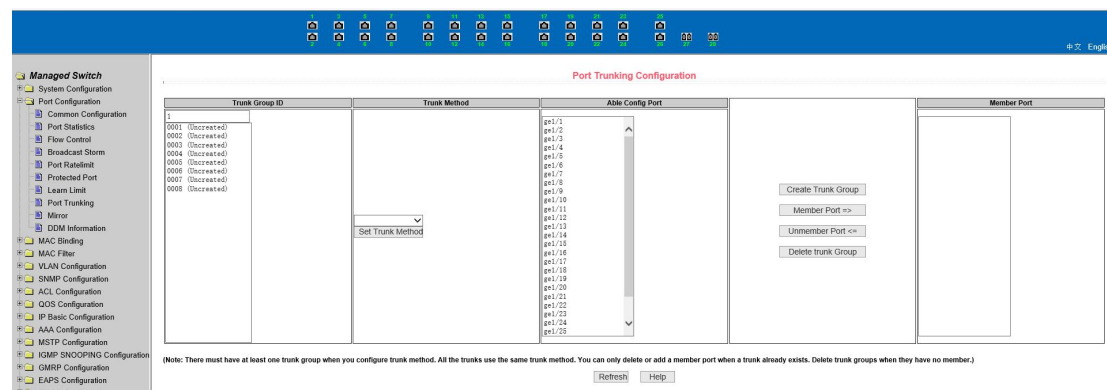 1 3 5 7 9 11 13 15 17 19 21 23 25
2 4 6 8 10 12 14 16 18 20 22 24 26 27 28
中文 Englis
Managed Switch
System Configuration
Port Configuration
Common Configuration
Port Statistics
Flow Control
Broadcast Storm
Port Ratelimit
Protected Port
Learn Limit
Port Trunking
Mirror
DDM Information
MAC Binding
MAC Filter
VLAN Configuration
SNMP Configuration
ACL Configuration
QOS Configuration
IP Basic Configuration
AAA Configuration
MSTP Configuration
IGMP SNOOPING Configuration
GMRP Configuration
EAPS Configuration
Port Trunking Configuration
Trunk Group ID
1
0001 (Uncreated)
0002 (Uncreated)
0003 (Uncreated)
0004 (Uncreated)
0005 (Uncreated)
0006 (Uncreated)
0007 (Uncreated)
0008 (Uncreated)
Trunk Method
Set Trunk Method
Able Config Port
ge1/1
ge1/2
ge1/3
ge1/4
ge1/5
ge1/6
ge1/7
ge1/8
ge1/9
ge1/10
ge1/11
ge1/12
ge1/13
ge1/14
ge1/15
ge1/16
ge1/17
ge1/18
ge1/19
ge1/20
ge1/21
ge1/22
ge1/23
ge1/24
ge1/25
Create Trunk Group
Member Port =>
Unmember Port <=
Delete trunk Group
Member Port
(Note: There must have at least one trunk group when you configure trunk method. All the trunks use the same trunk method. You can only delete or add a member port when a trunk already exists. Delete trunk groups when they have no member.)
Refresh Help